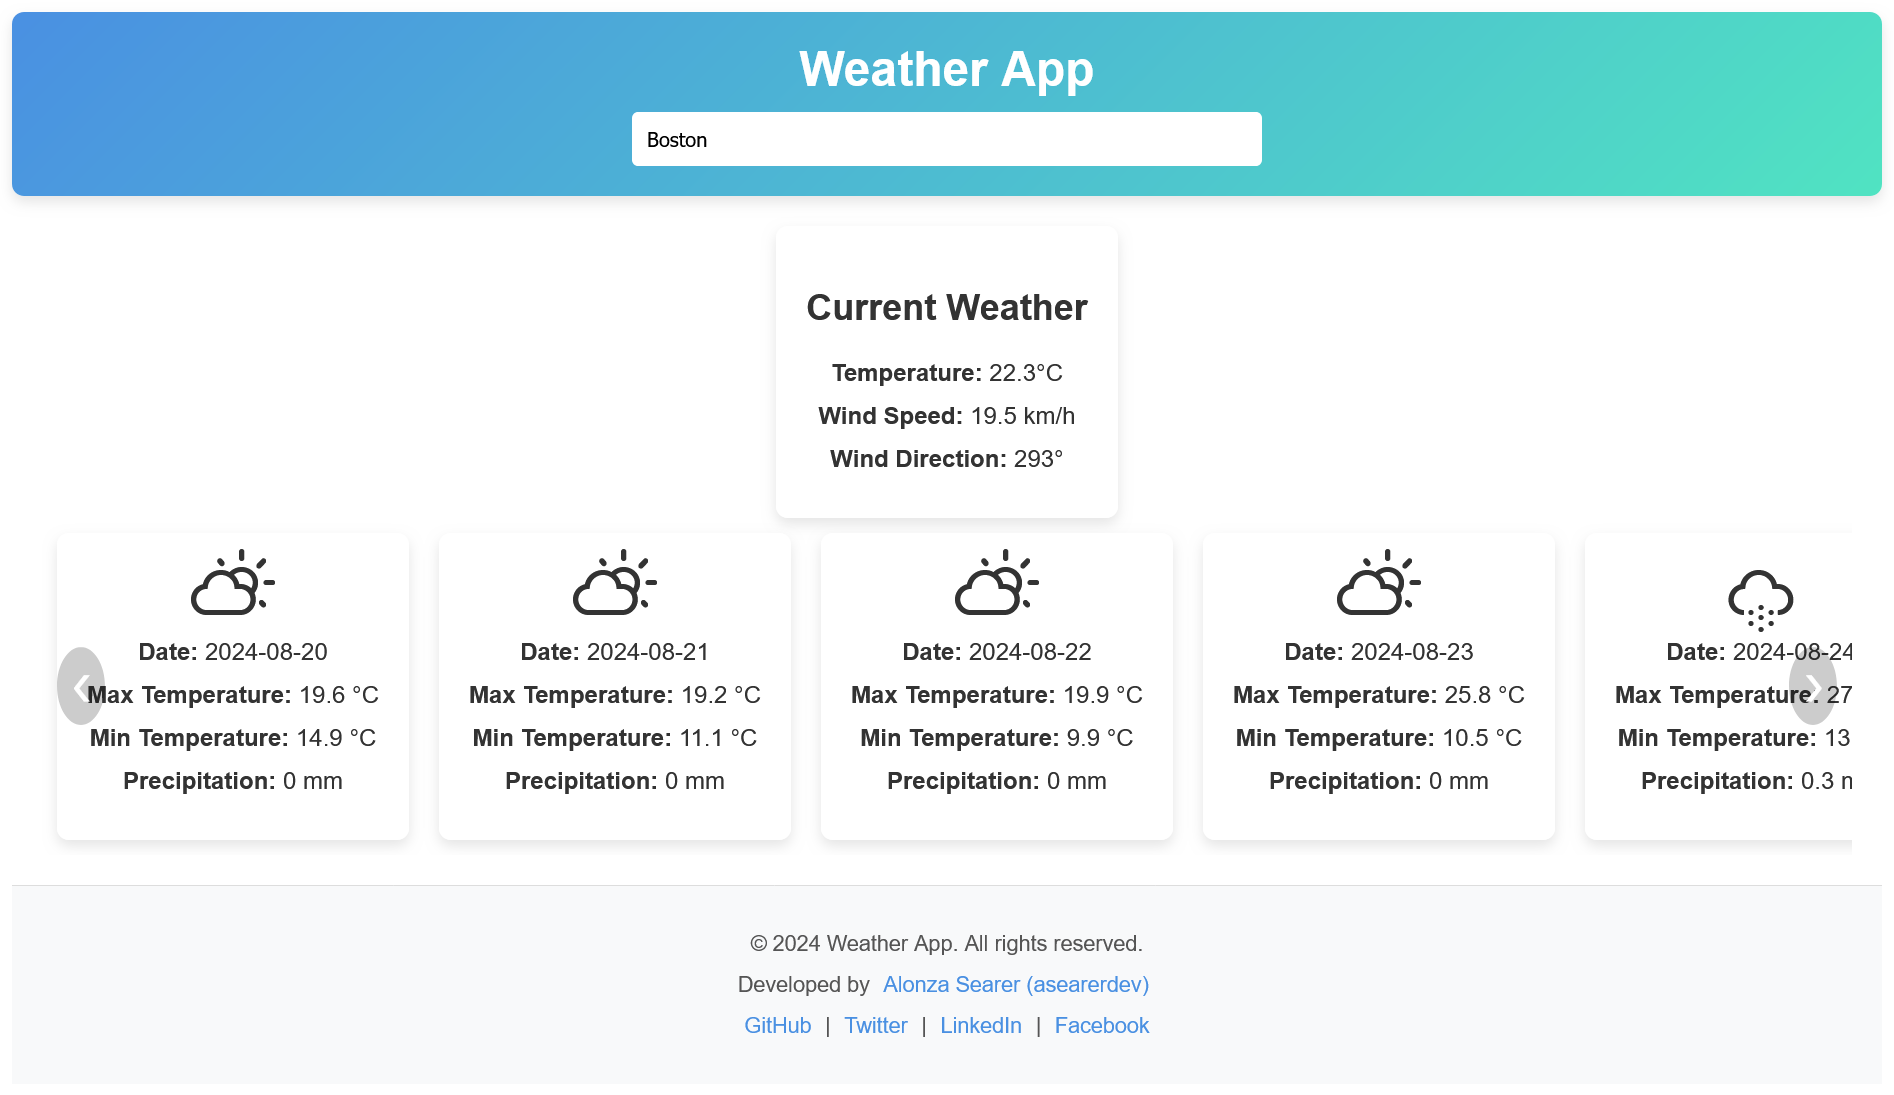 Weather App
Boston
Current Weather
Temperature: 22.3°C
Wind Speed: 19.5 km/h
Wind Direction: 293°
Date: 2024-08-20
Max Temperature: 19.6 °C
Min Temperature: 14.9 °C
Precipitation: 0 mm
Date: 2024-08-21
Max Temperature: 19.2 °C
Min Temperature: 11.1 °C
Precipitation: 0 mm
Date: 2024-08-22
Max Temperature: 19.9 °C
Min Temperature: 9.9 °C
Precipitation: 0 mm
Date: 2024-08-23
Max Temperature: 25.8 °C
Min Temperature: 10.5 °C
Precipitation: 0 mm
Date: 2024-08-24
Max Temperature: 27
Min Temperature: 13
Precipitation: 0.3
© 2024 Weather App. All rights reserved.
Developed by Alonza Searer (asearerdev)
GitHub | Twitter | LinkedIn | Facebook